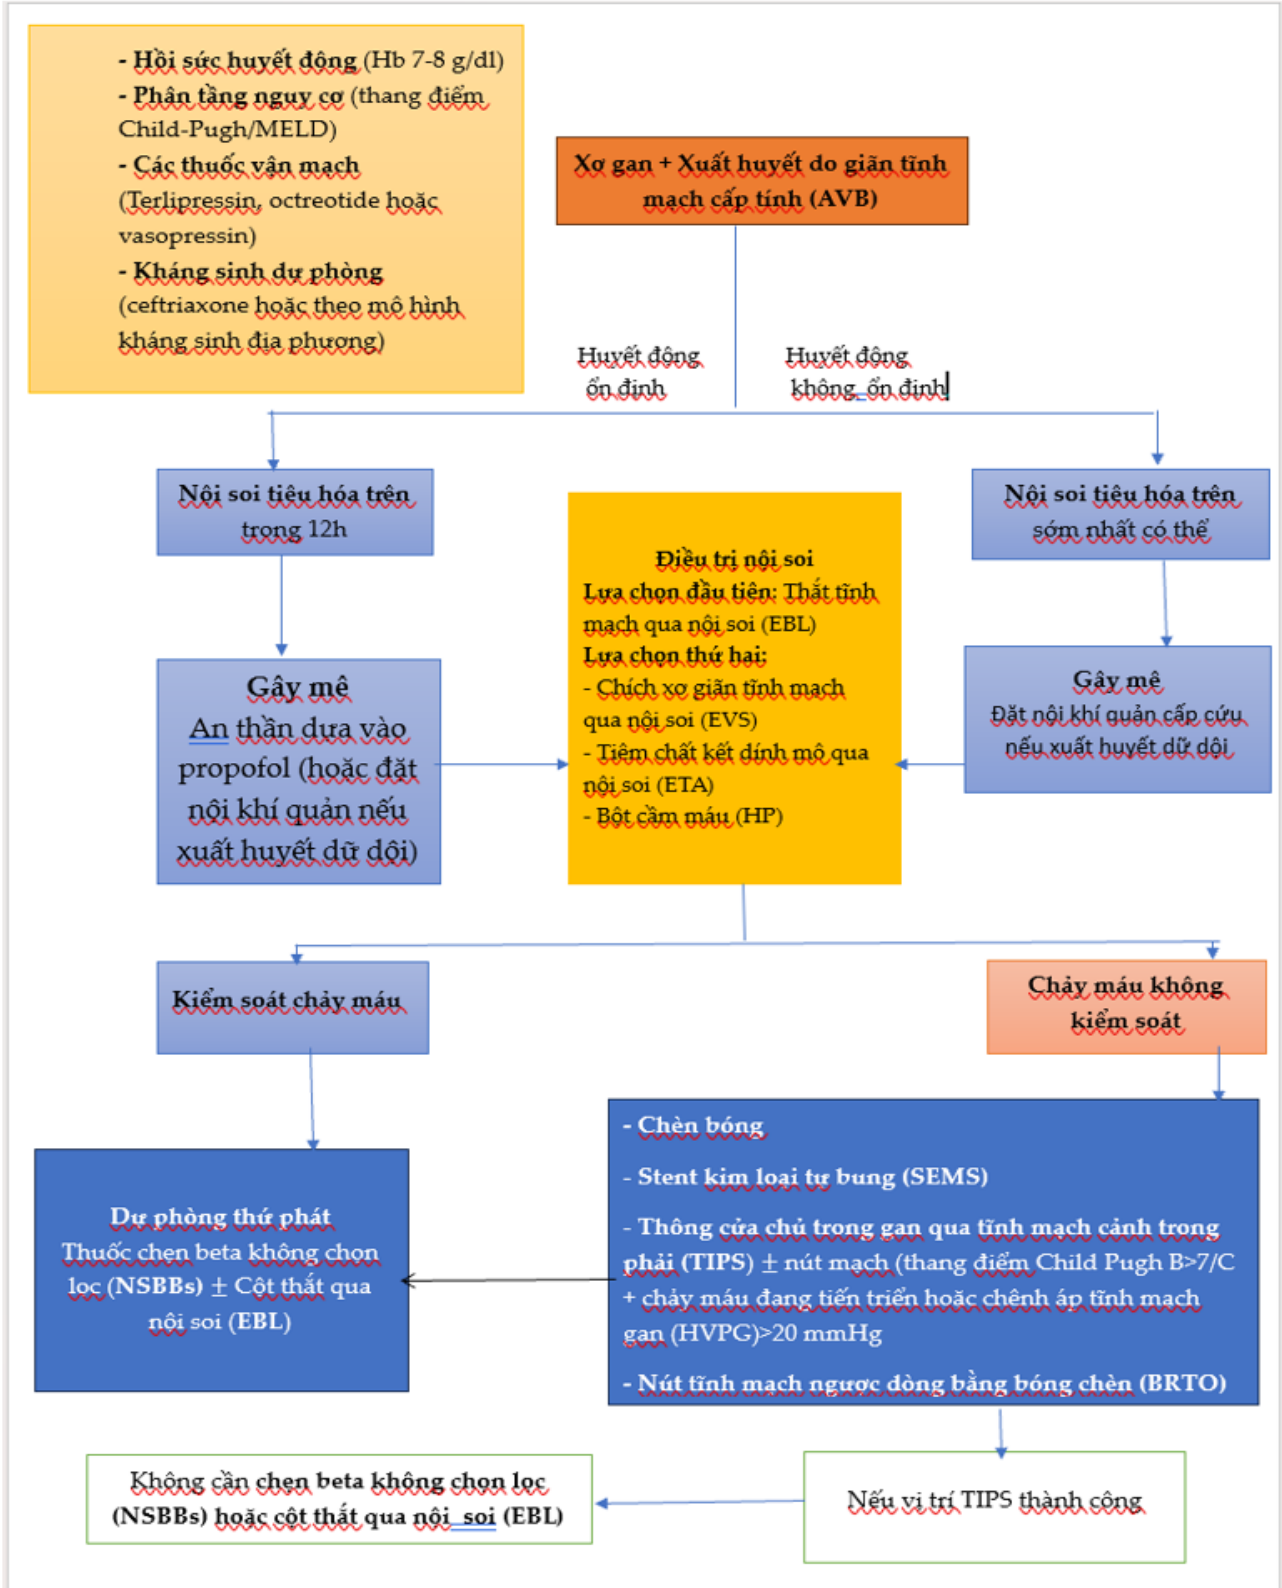 - Hồi sức huyết động (Hb 7-8 g/dl)
- Phân tầng nguy cơ (thang điểm
Child-Pugh/MELD)
- Các thuốc vận mạch
(Terlipressin, octreotide hoặc
vasopressin)
- Kháng sinh dự phòng
(ceftriaxone hoặc theo mô hình
kháng sinh địa phương)
Xơ gan + Xuất huyết do giãn tĩnh
mạch cấp tính (AVB)
Huyết động
ổn định
Huyết động
không ổn định
Nội soi tiêu hóa trên
trong 12h
Nội soi tiêu hóa trên
sớm nhất có thể
Gây mê
An thần dựa vào
propofol (hoặc đặt
nội khí quản nếu
xuất huyết dữ dội)
Điều trị nội soi
Lựa chọn đầu tiên: Thắt tĩnh
mạch qua nội soi (EBL)
Lựa chọn thứ hai:
- Chích xơ giãn tĩnh mạch
qua nội soi (EVS)
- Tiêm chất kết dính mô qua
nội soi (ETA)
- Bột cầm máu (HP)
Gây mê
Đặt nội khí quản cấp cứu
nếu xuất huyết dữ dội
Kiểm soát chảy máu
Chảy máu không
kiểm soát
Dự phòng thứ phát
Thuốc chẹn beta không chọn
lọc (NSBBs) ± Cột thắt qua
nội soi (EBL)
- Chèn bóng
- Stent kim loại tự bung (SEMS)
- Thông cửa chủ trong gan qua tĩnh mạch cảnh trong
phải (TIPS) ± nút mạch (thang điểm Child Pugh B>7/C
+ chảy máu đang tiến triển hoặc chênh áp tĩnh mạch
gan (HVPG)>20 mmHg
- Nút tĩnh mạch ngược dòng bằng bóng chèn (BRTO)
Không cần chẹn beta không chọn lọc
(NSBBs) hoặc cột thắt qua nội soi (EBL)
Nếu vị trí TIPS thành công